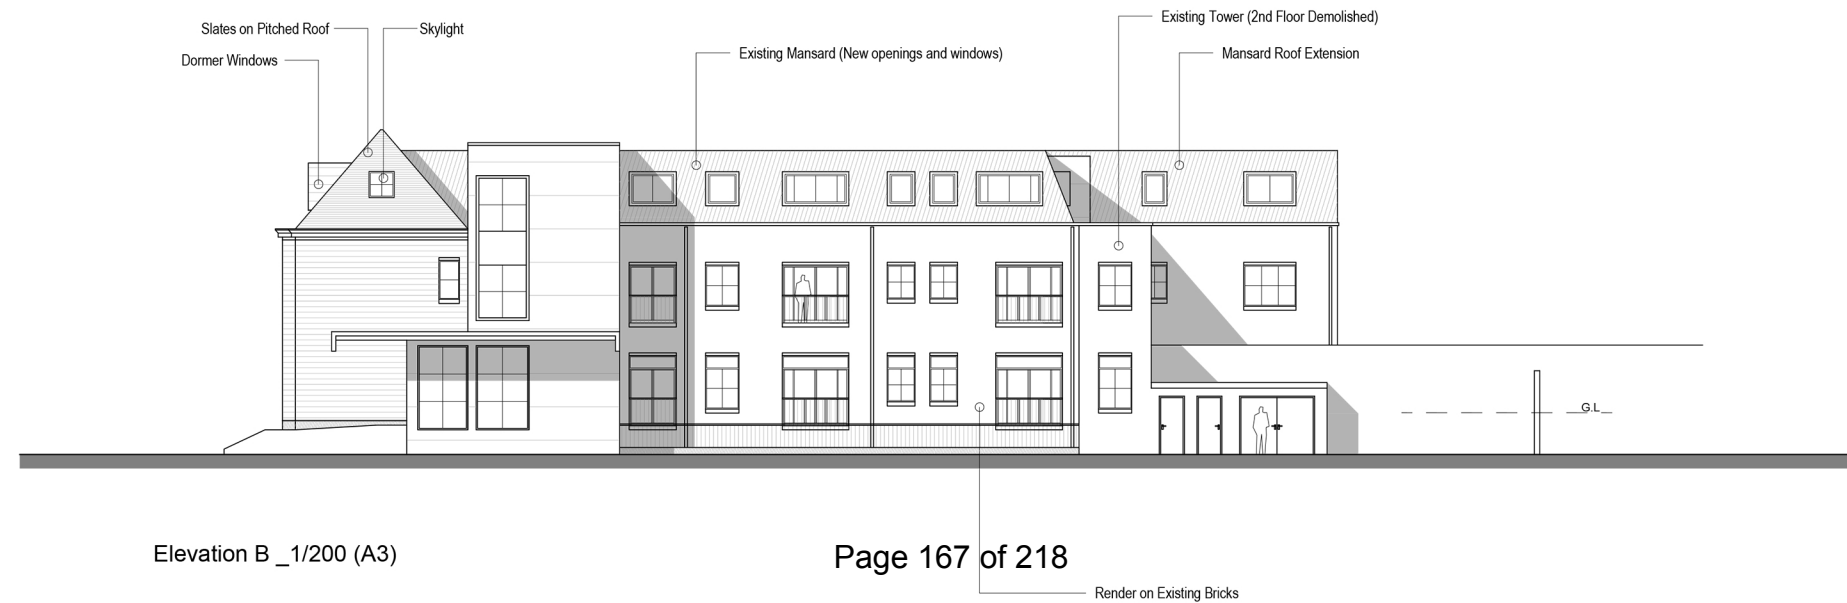 Existing Tower (2nd Floor Demolished)
Slates on Pitched Roof
Skylight
Existing Mansard (New openings and windows)
Mansard Roof Extension
Dormer Windows
G.L
Elevation B _1/200 (A3)
Page 167 of 218
Render on Existing Bricks